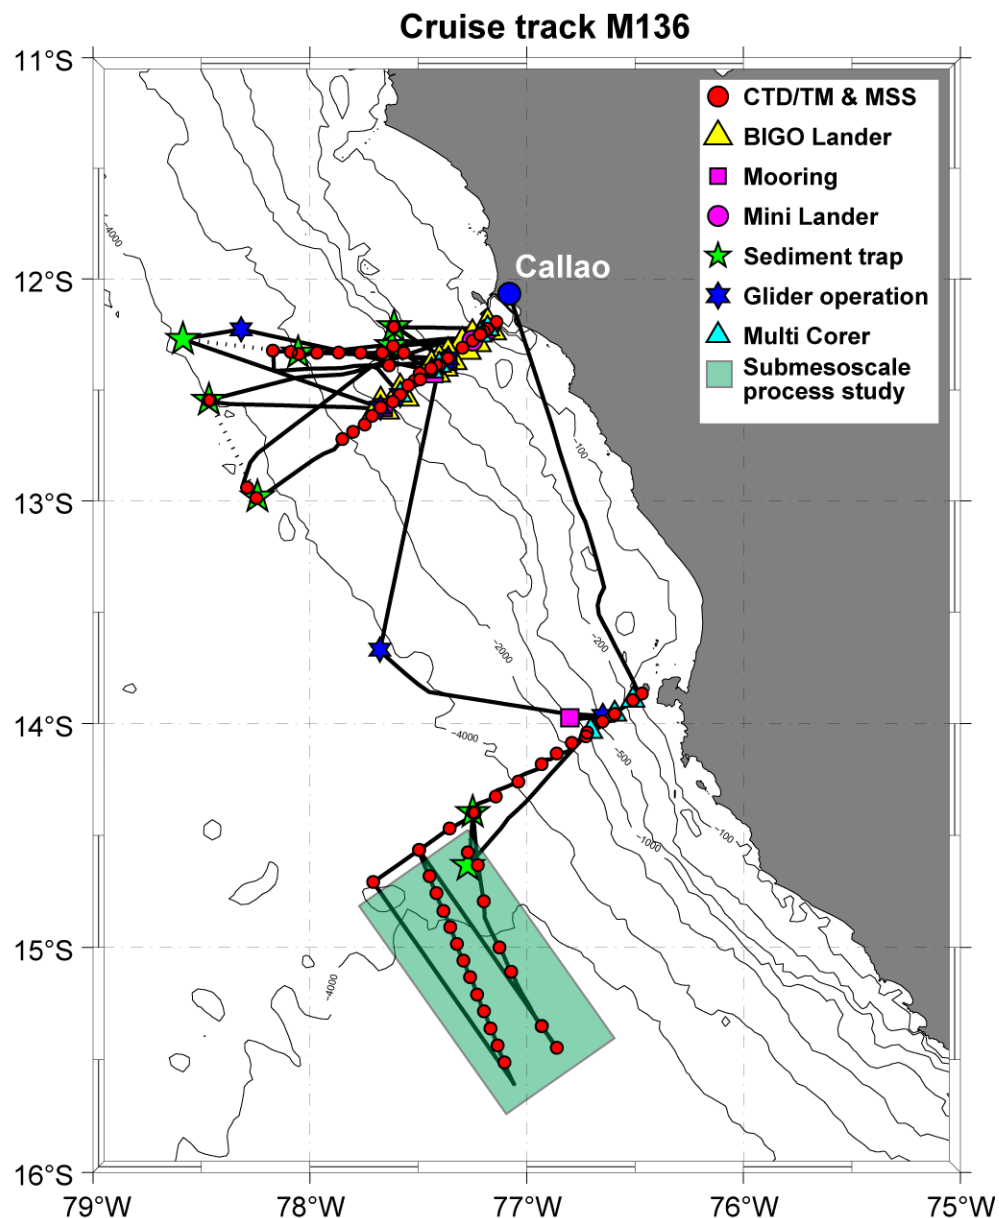 Cruise track M136
11°S
12°S
13°S
14°S
15°S
16°S
79°W
78°W
77°W
76°W
75°W
CTD/TM & MSS
BIGO Lander
Mooring
Mini Lander
Sediment trap
Glider operation
Multi Corer
Submesoscale
process study
Callao
−4000
−100
−200
−2000
−4000
−500
−100
−1000
−4000